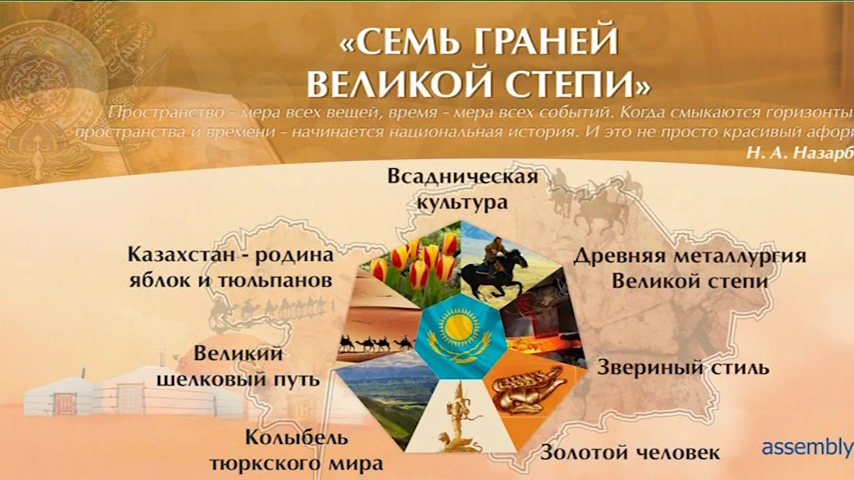 «СЕМЬ ГРАНЕЙ
ВЕЛИКОЙ СТЕПИ»
Пространство - мера всех вещей, время - мера всех событий. Когда смыкаются горизонты
пространства и времени - начинается национальная история. И это не просто красивый афори
Н. А. Назарб
Всадническая
культура
Казахстан - родина
яблок и тюльпанов
Древняя металлургия
Великой степи
Великий
шелковый путь
Звериный стиль
Колыбель
тюркского мира
Золотой человек
assembly